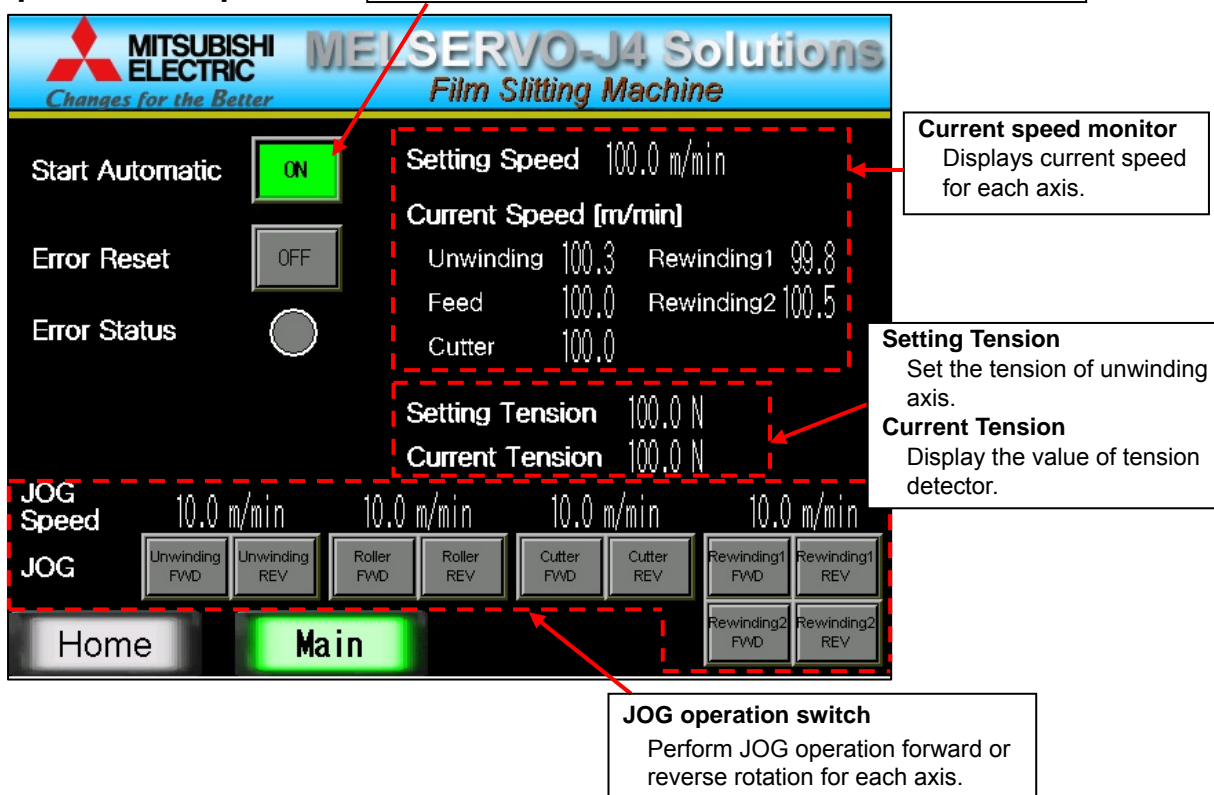 MITSUBISHI
ELECTRIC
Changes for the Better
MELSERVO-J4 Solutions
Film Slitting Machine
Start Automatic ON
Error Reset OFF
Error Status
Setting Speed 100.0 m/min
Current Speed [m/min]
Unwinding 100.3 Rewinding1 99.8
Feed 100.0 Rewinding2 100.5
Cutter 100.0
Setting Tension 100.0 N
Current Tension 100.0 N
Current speed monitor
Displays current speed
for each axis.
Setting Tension
Set the tension of unwinding
axis.
Current Tension
Display the value of tension
detector.
JOG
Speed 10.0 m/min 10.0 m/min 10.0 m/min 10.0 m/min
JOG
Unwinding
FWD
Unwinding
REV
Roller
FWD
Roller
REV
Cutter
FWD
Cutter
REV
Rewinding1
FWD
Rewinding1
REV
Rewinding2
FWD
Rewinding2
REV
Home Main
JOG operation switch
Perform JOG operation forward or
reverse rotation for each axis.